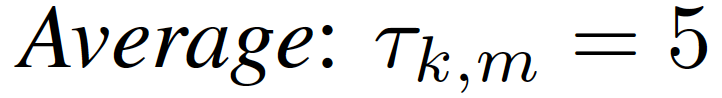 Average: τ_{k,m} = 5